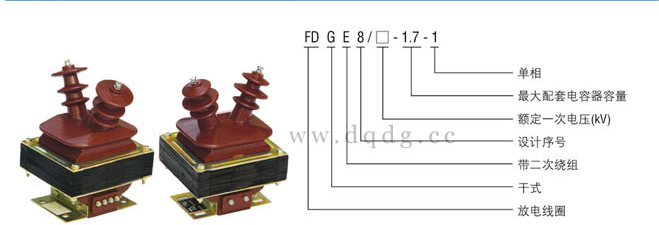 FD G E 8 / □ - 1.7 - 1
单相
最大配套电容器容量
额定一次电压(kV)
www.dqdg.cc
设计序号
带二次绕组
干式
放电线圈